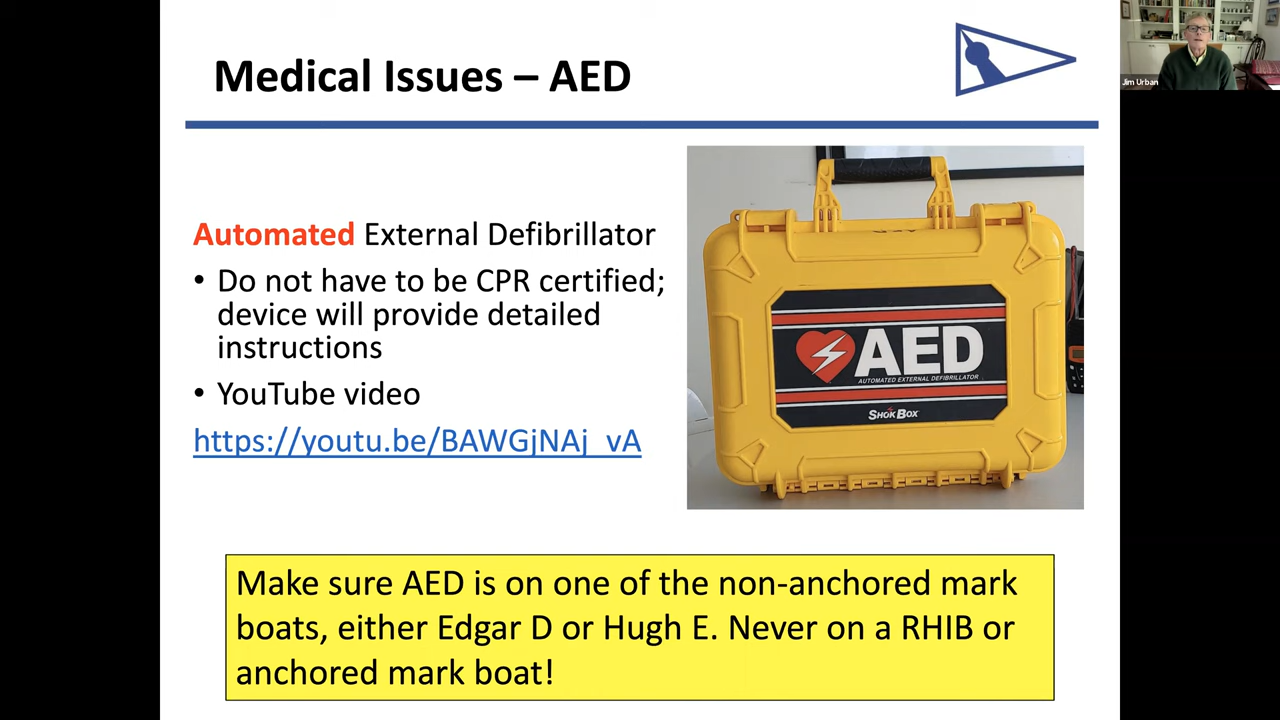 Medical Issues – AED
Jim Urban
Automated External Defibrillator
• Do not have to be CPR certified;
device will provide detailed
instructions
• YouTube video
https://youtu.be/BAWGjNAj_vA
AED
AUTOMATED EXTERNAL DEFIBRILLATOR
SHOKBOX
Make sure AED is on one of the non-anchored mark
boats, either Edgar D or Hugh E. Never on a RHIB or
anchored mark boat!